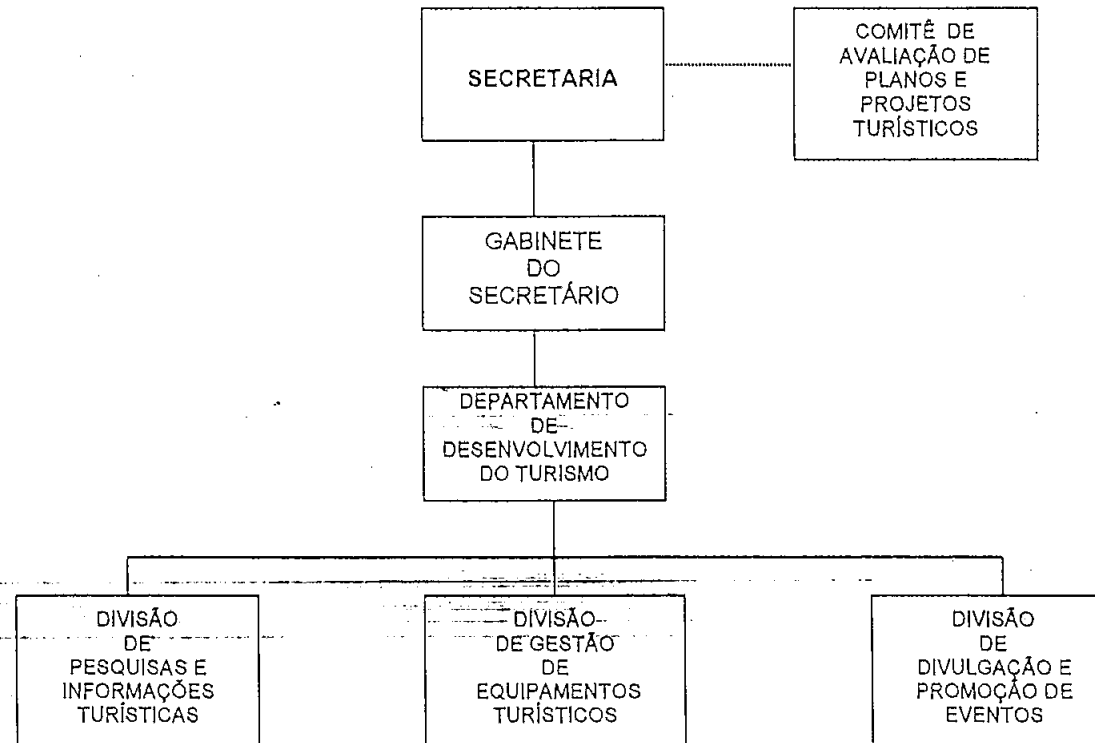 SECRETARIA
COMITÊ DE
AVALIAÇÃO DE
PLANOS E
PROJETOS
TURÍSTICOS
GABINETE
DO
SECRETÁRIO
DEPARTAMENTO
DE
DESENVOLVIMENTO
DO TURISMO
DIVISÃO
DE
PESQUISAS E
INFORMAÇÕES
TURÍSTICAS
DIVISÃO
DE GESTÃO
DE
EQUIPAMENTOS
TURÍSTICOS
DIVISÃO
DE
DIVULGAÇÃO E
PROMOÇÃO DE
EVENTOS